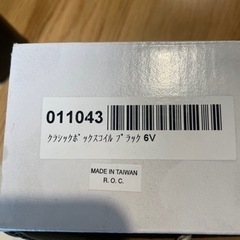 011043
ｸﾗｼｯｸﾎﾞｯｸｽｺｲﾙ ﾌﾞﾗｯｸ 6V
MADE IN TAIWAN
R. O. C.